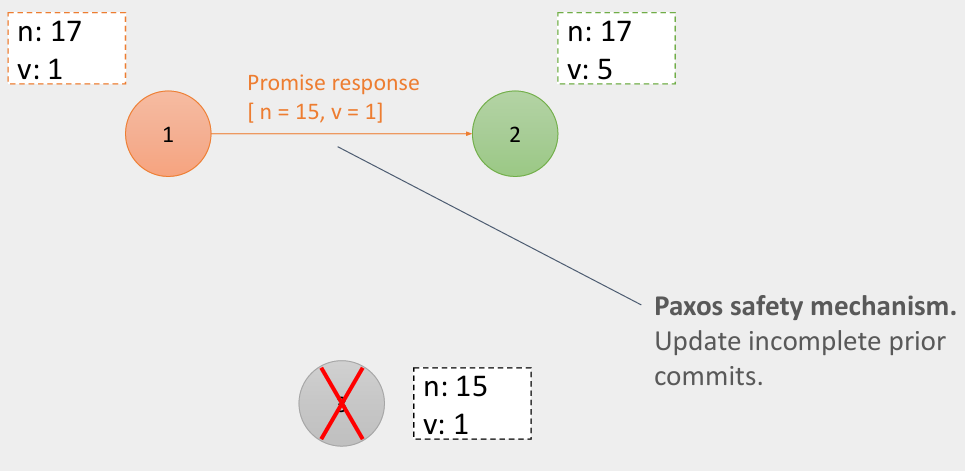 n: 17
v: 1
n: 17
v: 5
Promise response
[ n = 15, v = 1]
1
2
Paxos safety mechanism.
Update incomplete prior
commits.
n: 15
v: 1